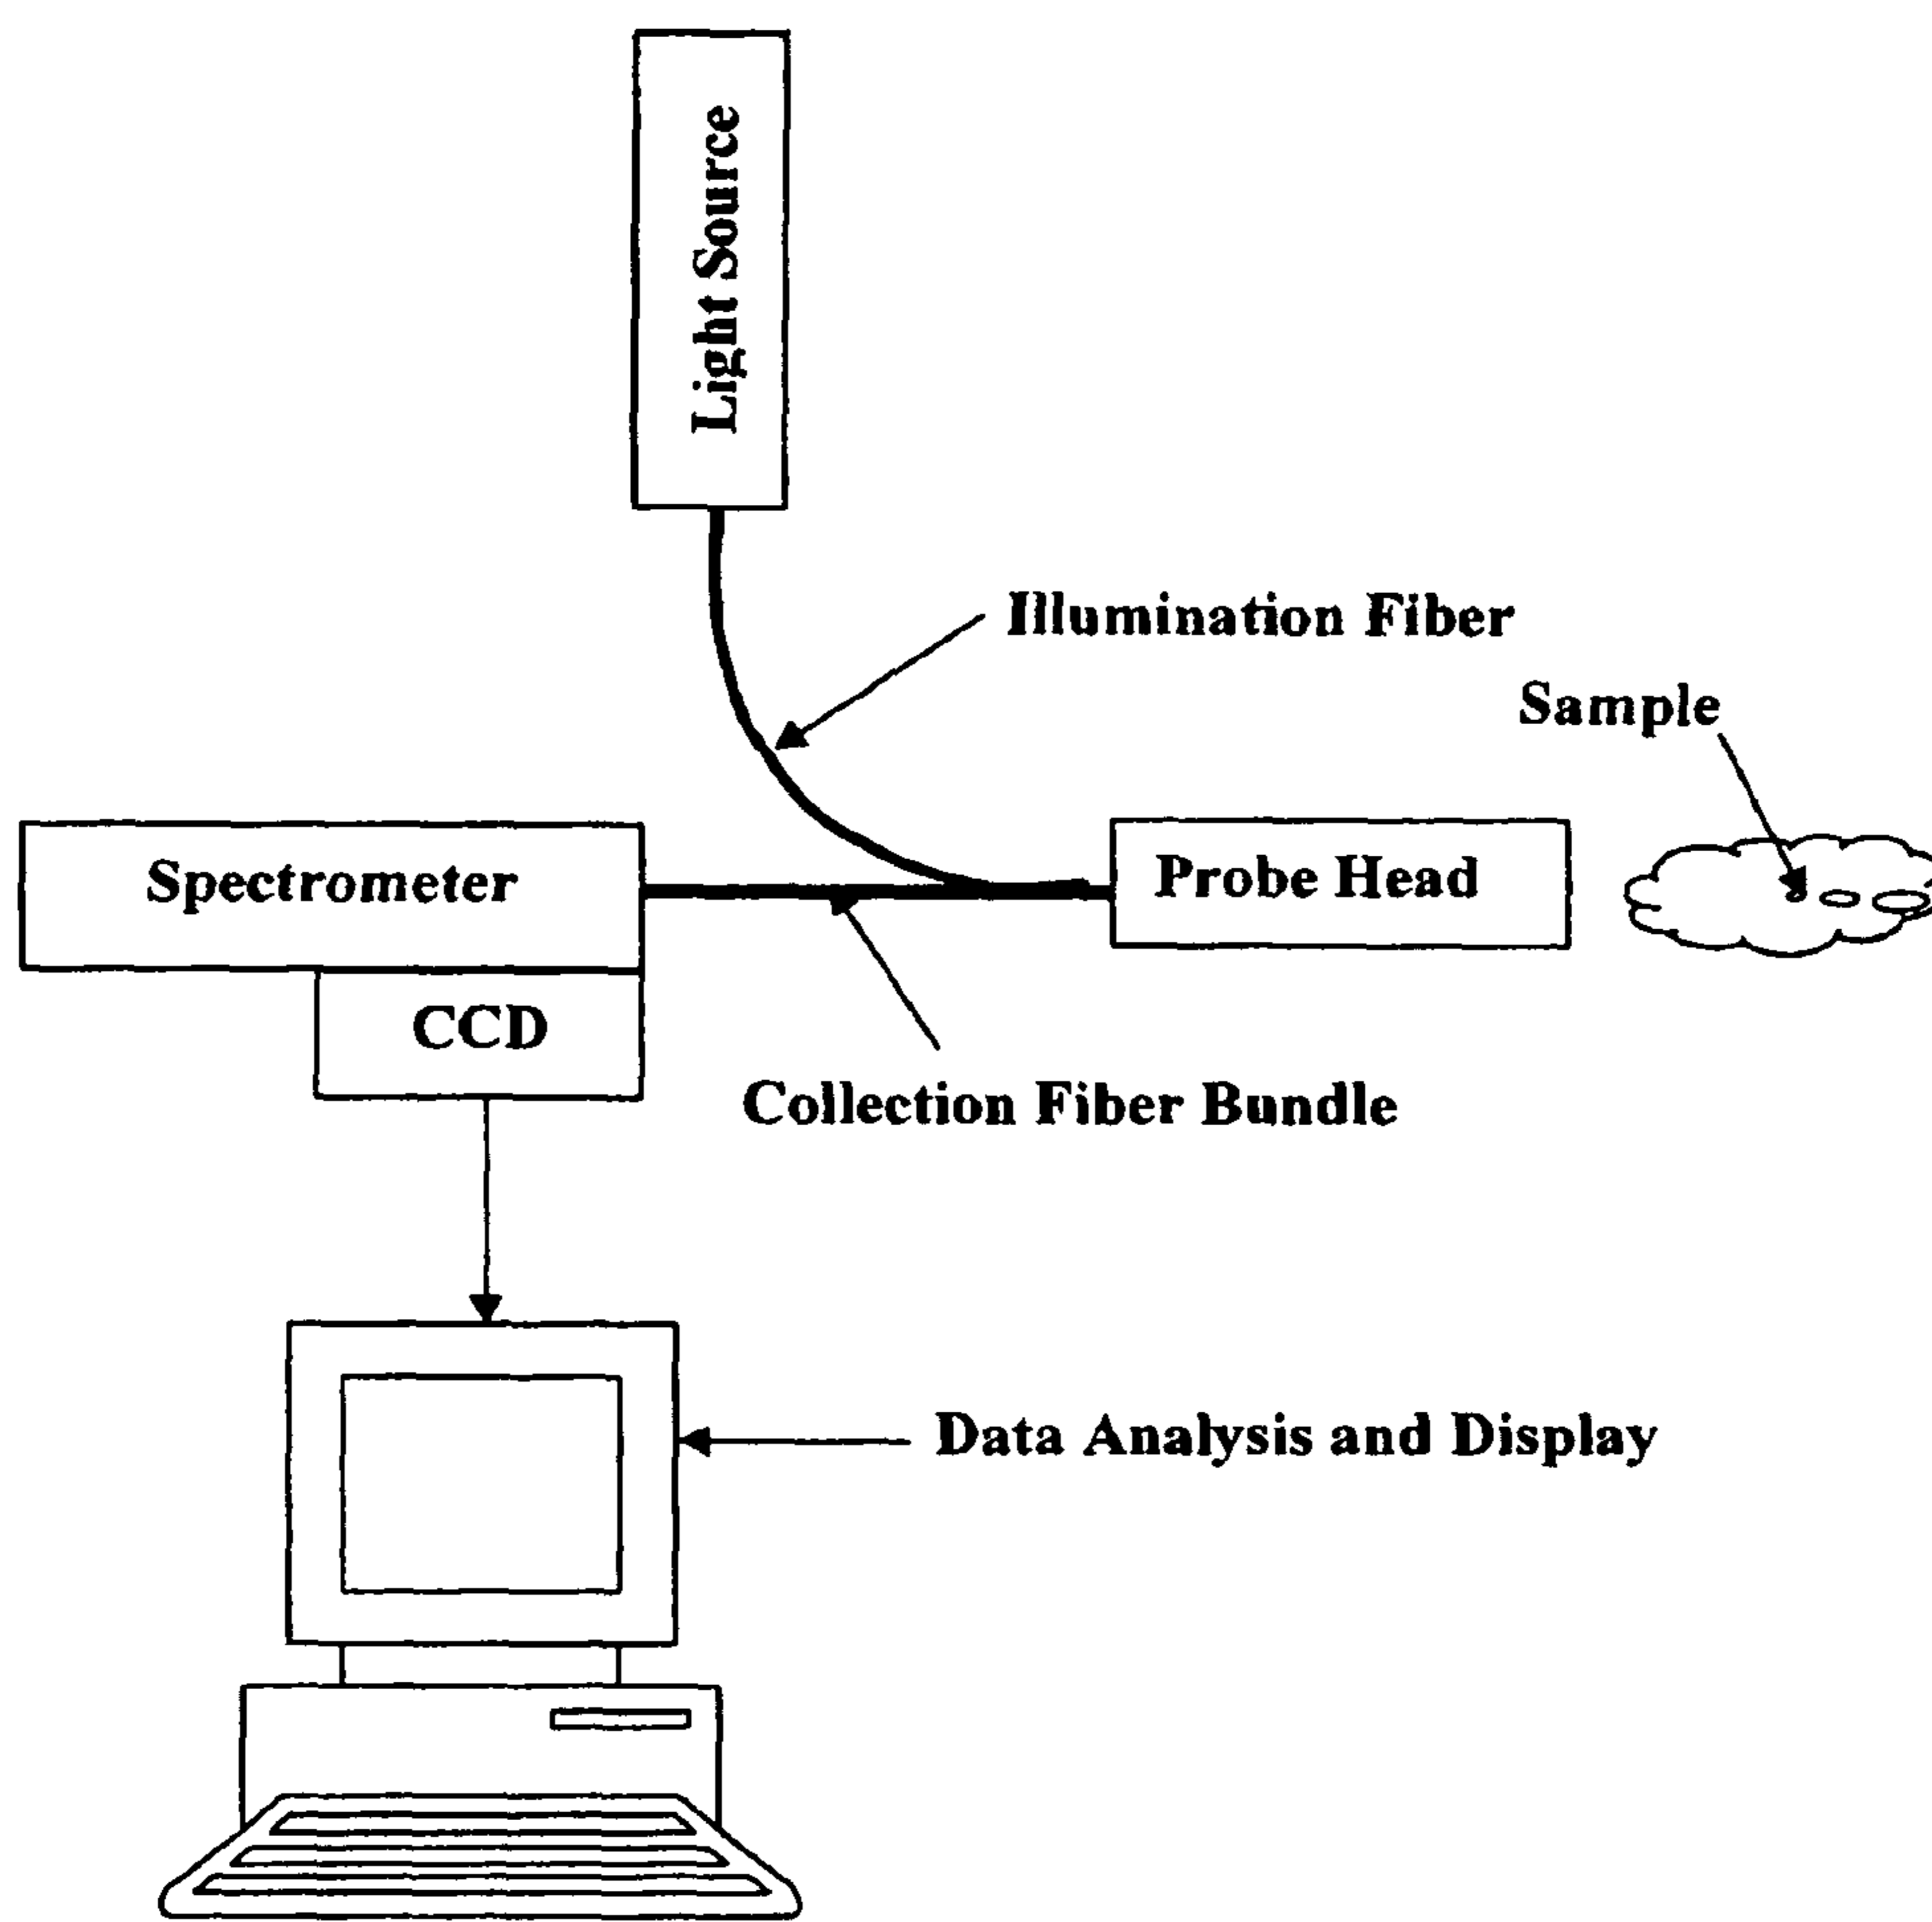 Light Source
Illumination Fiber
Sample
Spectrometer
Probe Head
CCD
Collection Fiber Bundle
Data Analysis and Display